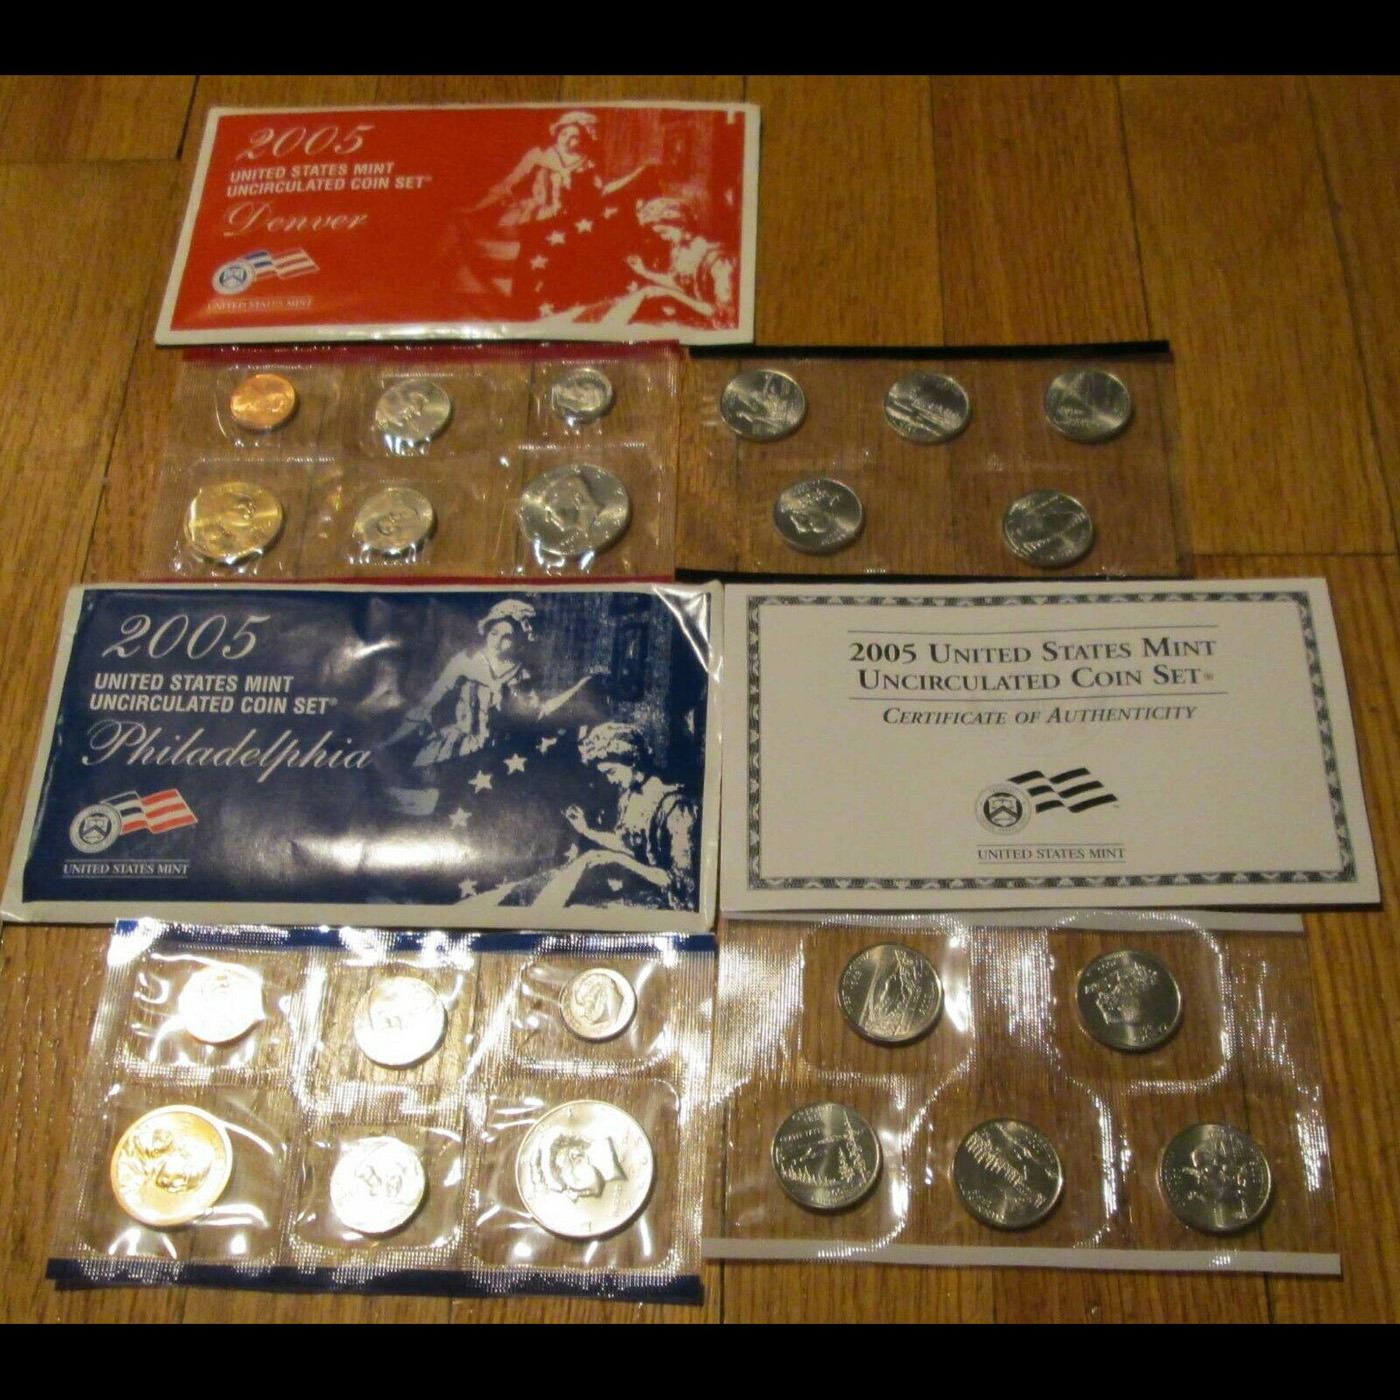 2005
UNITED STATES MINT
UNCIRCULATED COIN SET®
Denver
UNITED STATES MINT
2005
UNITED STATES MINT
UNCIRCULATED COIN SET®
Philadelphia
UNITED STATES MINT
2005 UNITED STATES MINT
UNCIRCULATED COIN SET®
CERTIFICATE OF AUTHENTICITY
UNITED STATES MINT